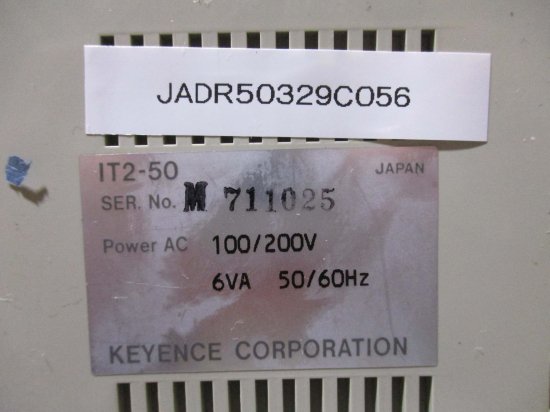 JADR50329C056
IT2-50 JAPAN
SER. No. M 711025
Power AC 100/200V
6VA 50/60Hz
KEYENCE CORPORATION